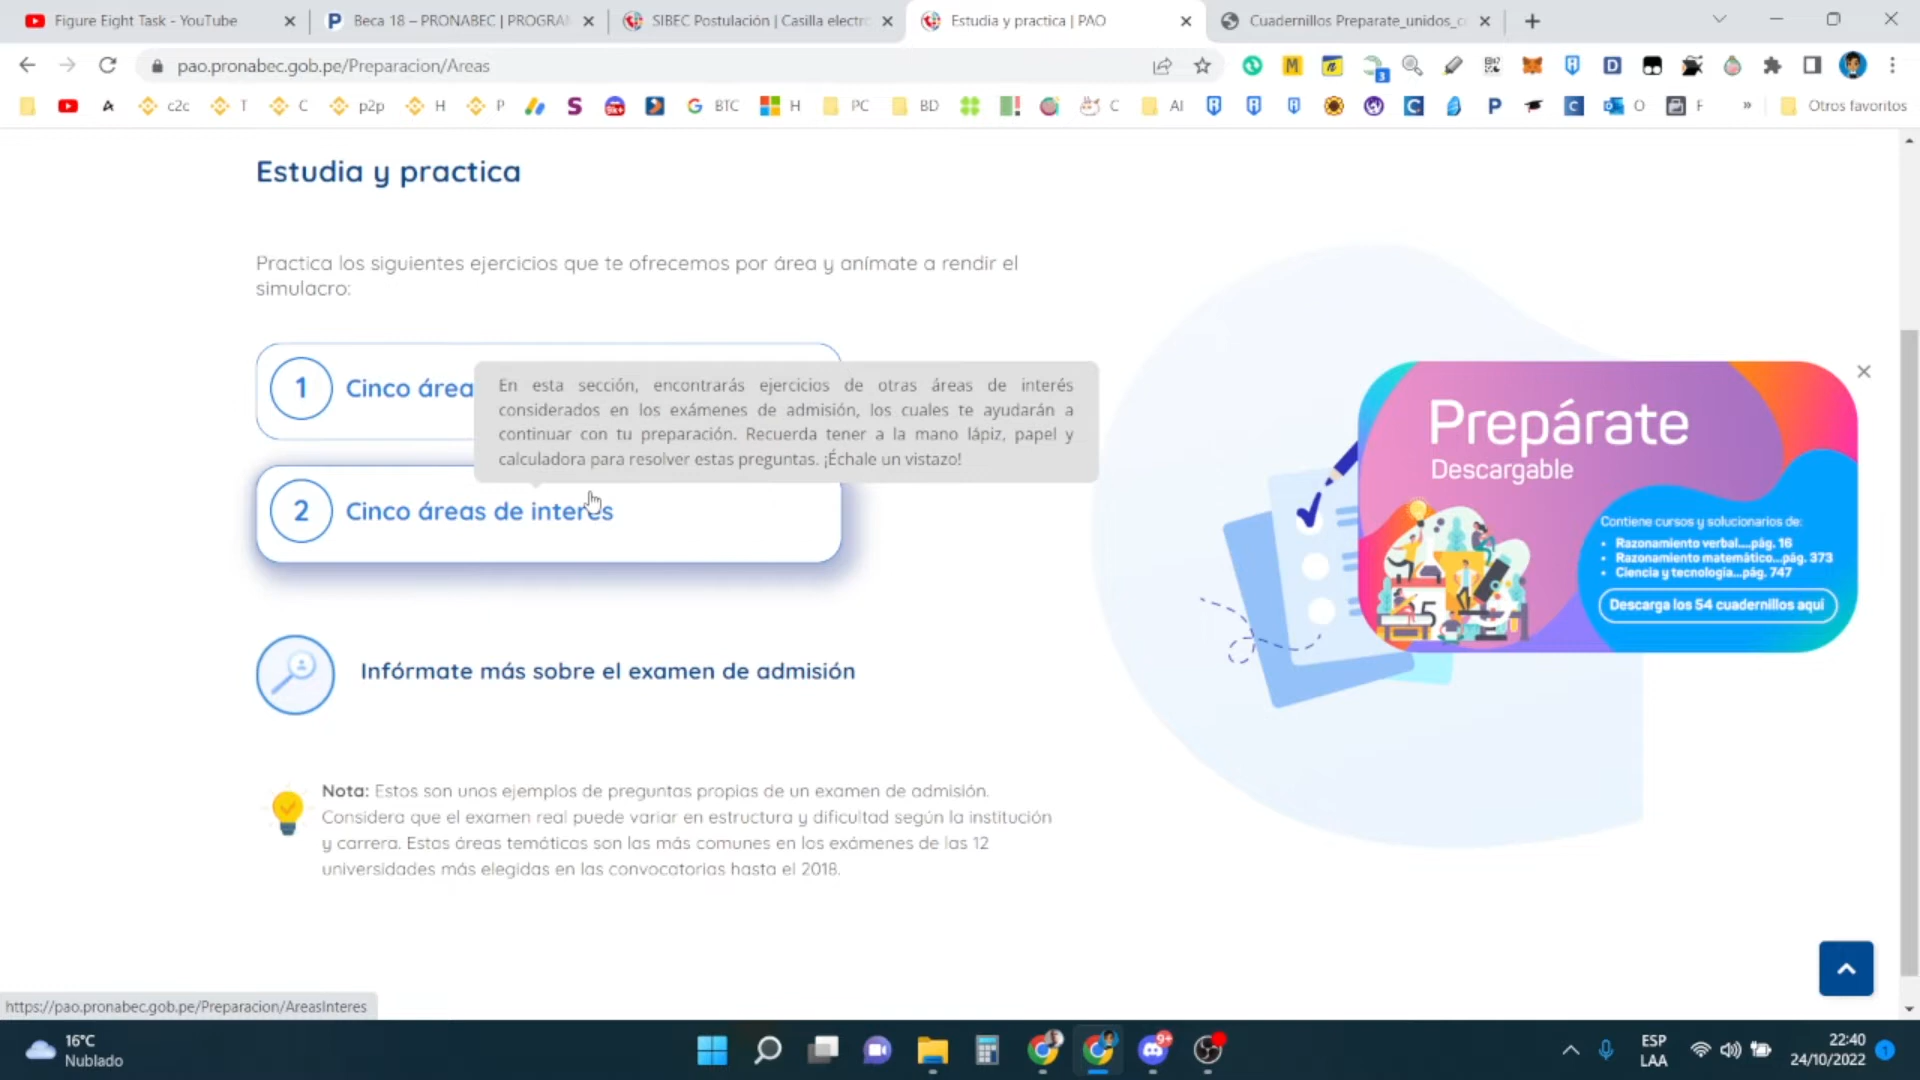 Figure Eight Task - YouTube
Beca 18 – PRONABEC | PROGRA
SIBEC Postulación | Casilla electr
Estudia y practica | PAO
Cuadernillos Preparate_unidos_c
pao.pronabec.gob.pe/Preparacion/Areas
3
c2c
T
C
p2p
H
P
BTC
H
PC
BD
C
AI
O
F
»
Otros favoritos
Estudia y practica
Practica los siguientes ejercicios que te ofrecemos por área y anímate a rendir el
simulacro:
1 Cinco área
En esta sección, encontrarás ejercicios de otras áreas de interés
considerados en los exámenes de admisión, los cuales te ayudarán a
continuar con tu preparación. Recuerda tener a la mano lápiz, papel y
calculadora para resolver estas preguntas. ¡Échale un vistazo!
2 Cinco áreas de interés
Prepárate
Descargable
Contiene cursos y solucionarios de:
• Razonamiento verbal....pág. 16
• Razonamiento matemático...pág. 373
• Ciencia y tecnología...pág. 747
Descarga los 54 cuadernillos aquí
Infórmate más sobre el examen de admisión
Nota: Estos son unos ejemplos de preguntas propias de un examen de admisión.
Considera que el examen real puede variar en estructura y dificultad según la institución
y carrera. Estas áreas temáticas son las más comunes en los exámenes de las 12
universidades más elegidas en las convocatorias hasta el 2018.
https://pao.pronabec.gob.pe/Preparacion/AreasInteres
16°C
Nublado
9+
ESP
LAA
22:40
24/10/2022
1